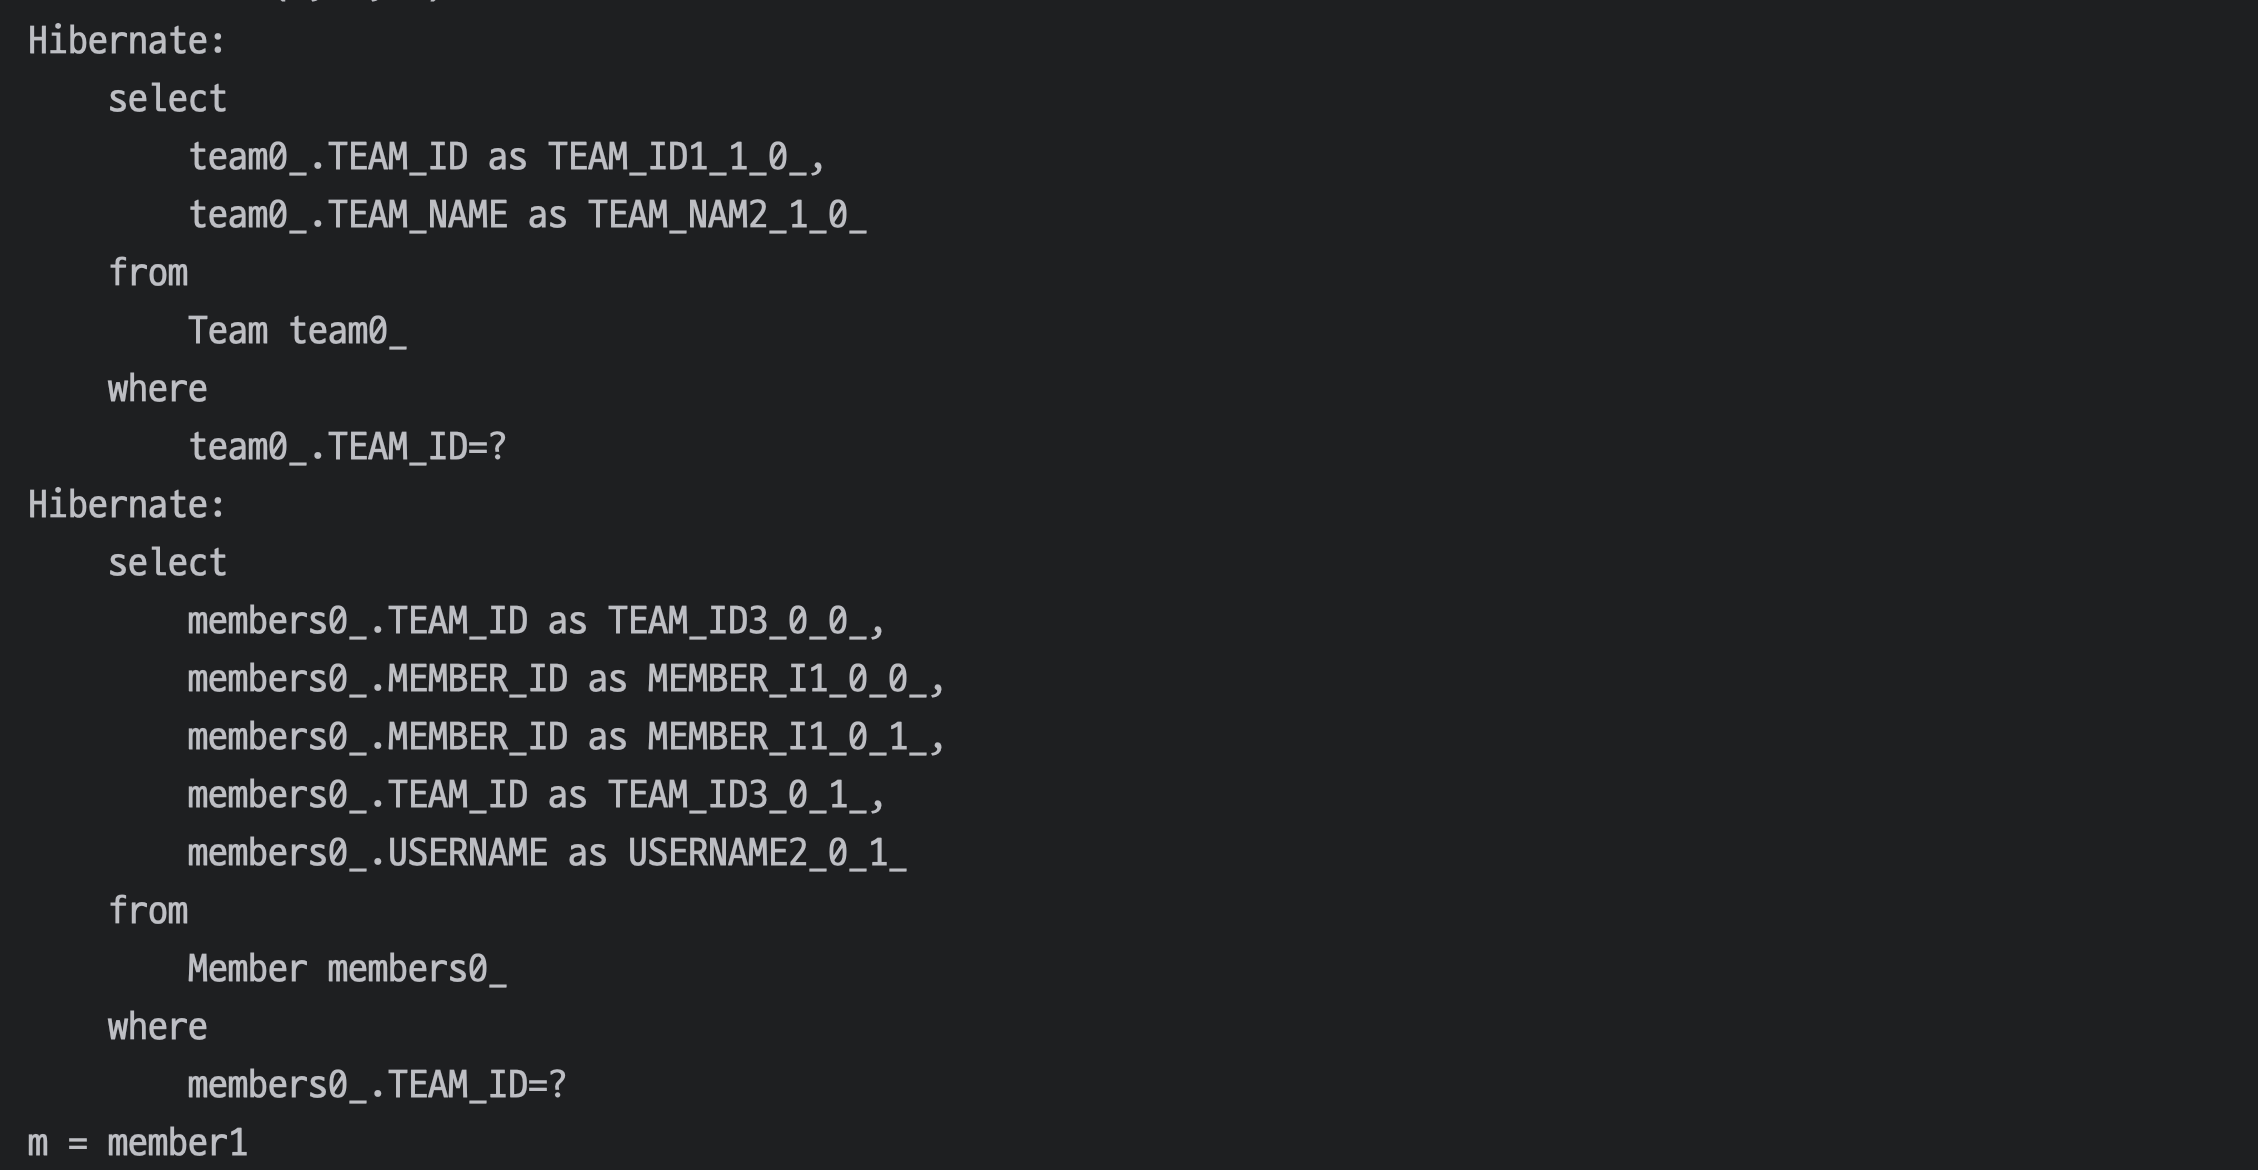 Hibernate:
    select
        team0_.TEAM_ID as TEAM_ID1_1_0_,
        team0_.TEAM_NAME as TEAM_NAM2_1_0_
    from
        Team team0_
    where
        team0_.TEAM_ID=?
Hibernate:
    select
        members0_.TEAM_ID as TEAM_ID3_0_0_,
        members0_.MEMBER_ID as MEMBER_I1_0_0_,
        members0_.MEMBER_ID as MEMBER_I1_0_1_,
        members0_.TEAM_ID as TEAM_ID3_0_1_,
        members0_.USERNAME as USERNAME2_0_1_
    from
        Member members0_
    where
        members0_.TEAM_ID=?
m = member1